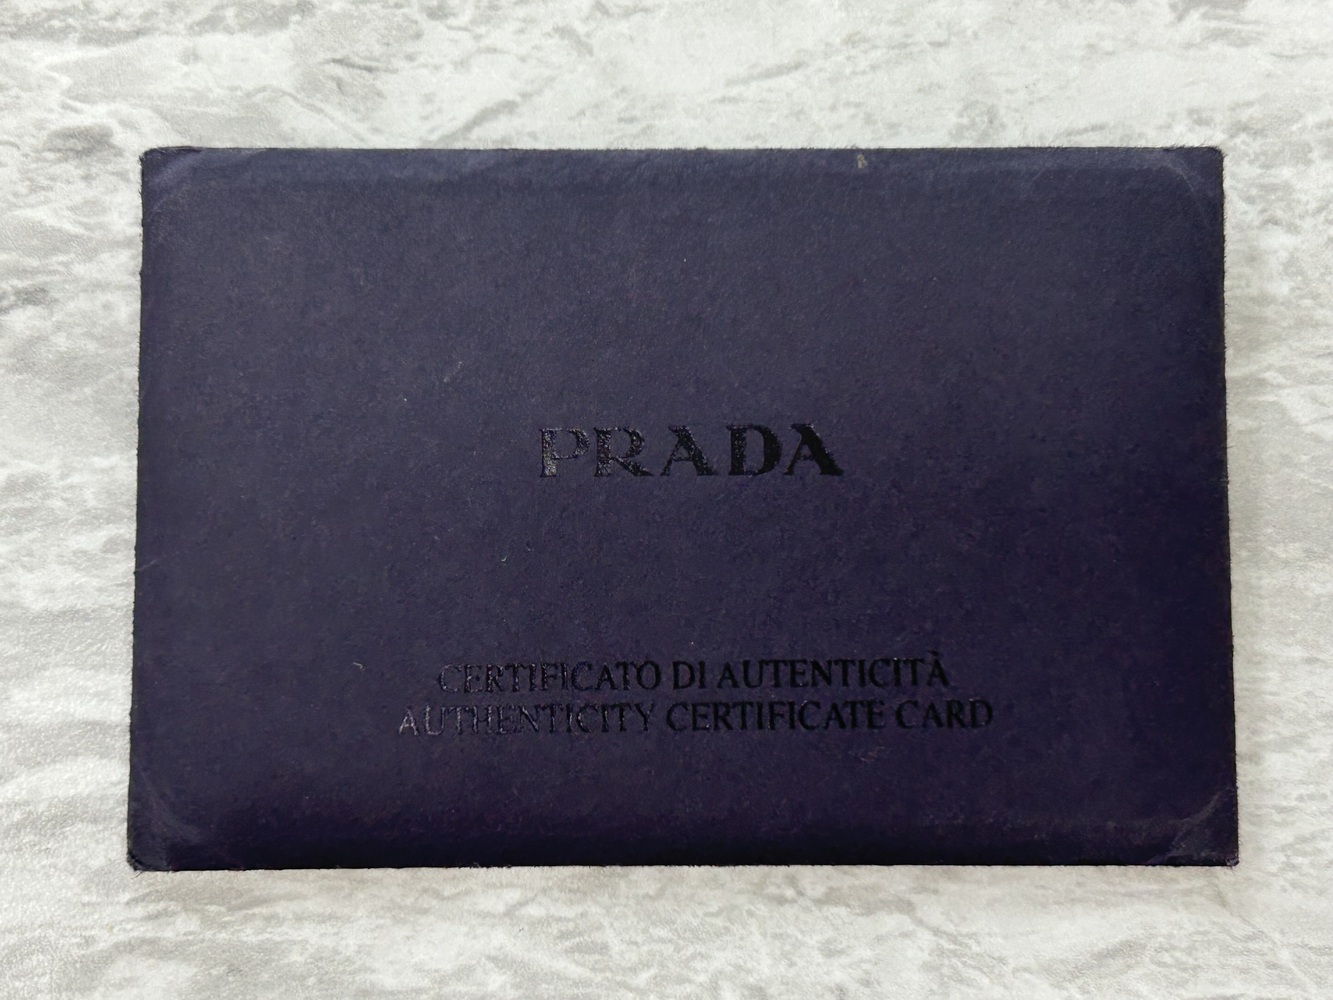 PRADA
CERTIFICATO DI AUTENTICITÀ
AUTHENTICITY CERTIFICATE CARD